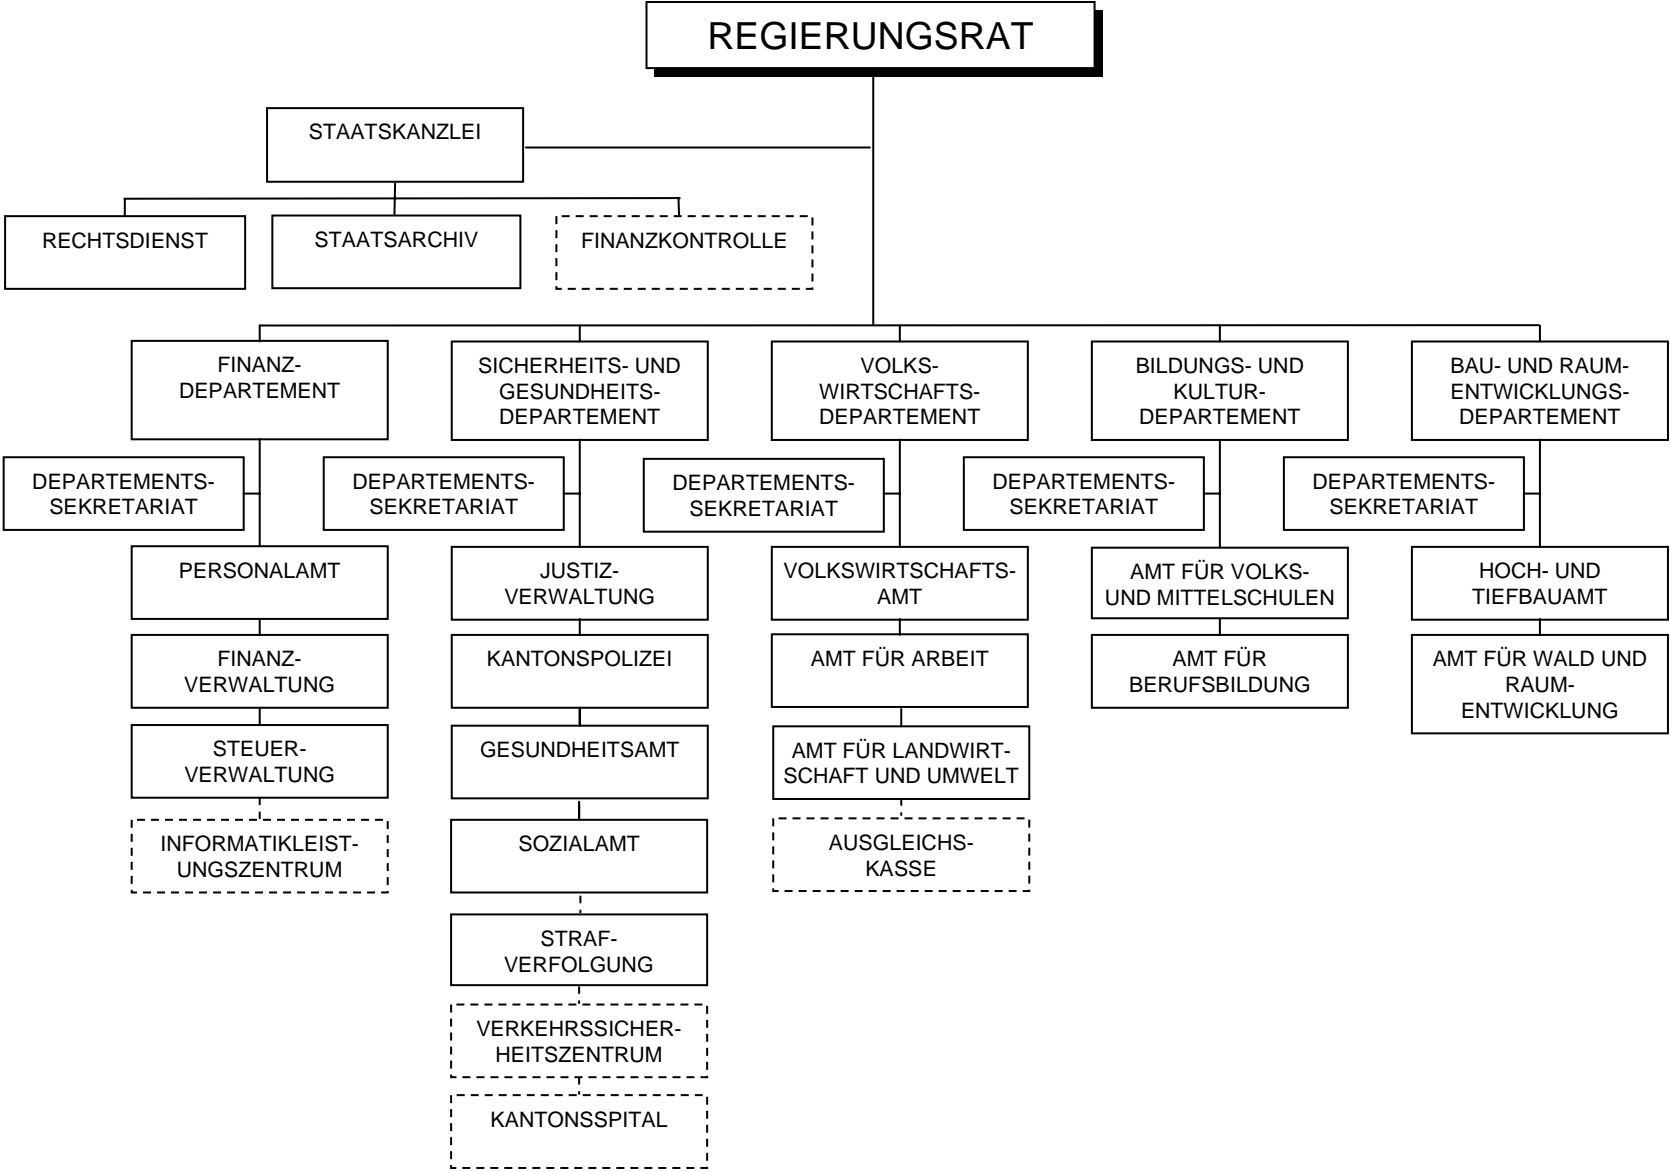 REGIERUNGSRAT
STAATSKANZLEI
RECHTSDIENST
STAATSARCHIV
FINANZKONTROLLE
FINANZ-
DEPARTEMENT
SICHERHEITS- UND
GESUNDHEITS-
DEPARTEMENT
VOLKS-
WIRTSCHAFTS-
DEPARTEMENT
BILDUNGS- UND
KULTUR-
DEPARTEMENT
BAU- UND RAUM-
ENTWICKLUNGS-
DEPARTEMENT
DEPARTEMENTS-
SEKRETARIAT
DEPARTEMENTS-
SEKRETARIAT
DEPARTEMENTS-
SEKRETARIAT
DEPARTEMENTS-
SEKRETARIAT
DEPARTEMENTS-
SEKRETARIAT
PERSONALAMT
JUSTIZ-
VERWALTUNG
VOLKSWIRTSCHAFTS-
AMT
AMT FÜR VOLKS-
UND MITTELSCHULEN
HOCH- UND
TIEFBAUAMT
FINANZ-
VERWALTUNG
KANTONSPOLIZEI
AMT FÜR ARBEIT
AMT FÜR
BERUFSBILDUNG
AMT FÜR WALD UND
RAUM-
ENTWICKLUNG
STEUER-
VERWALTUNG
GESUNDHEITSAMT
AMT FÜR LANDWIRT-
SCHAFT UND UMWELT
INFORMATIKLEIST-
UNGSZENTRUM
SOZIALAMT
AUSGLEICHS-
KASSE
STRAF-
VERFOLGUNG
VERKEHRSSICHER-
HEITSZENTRUM
KANTONSSPITAL